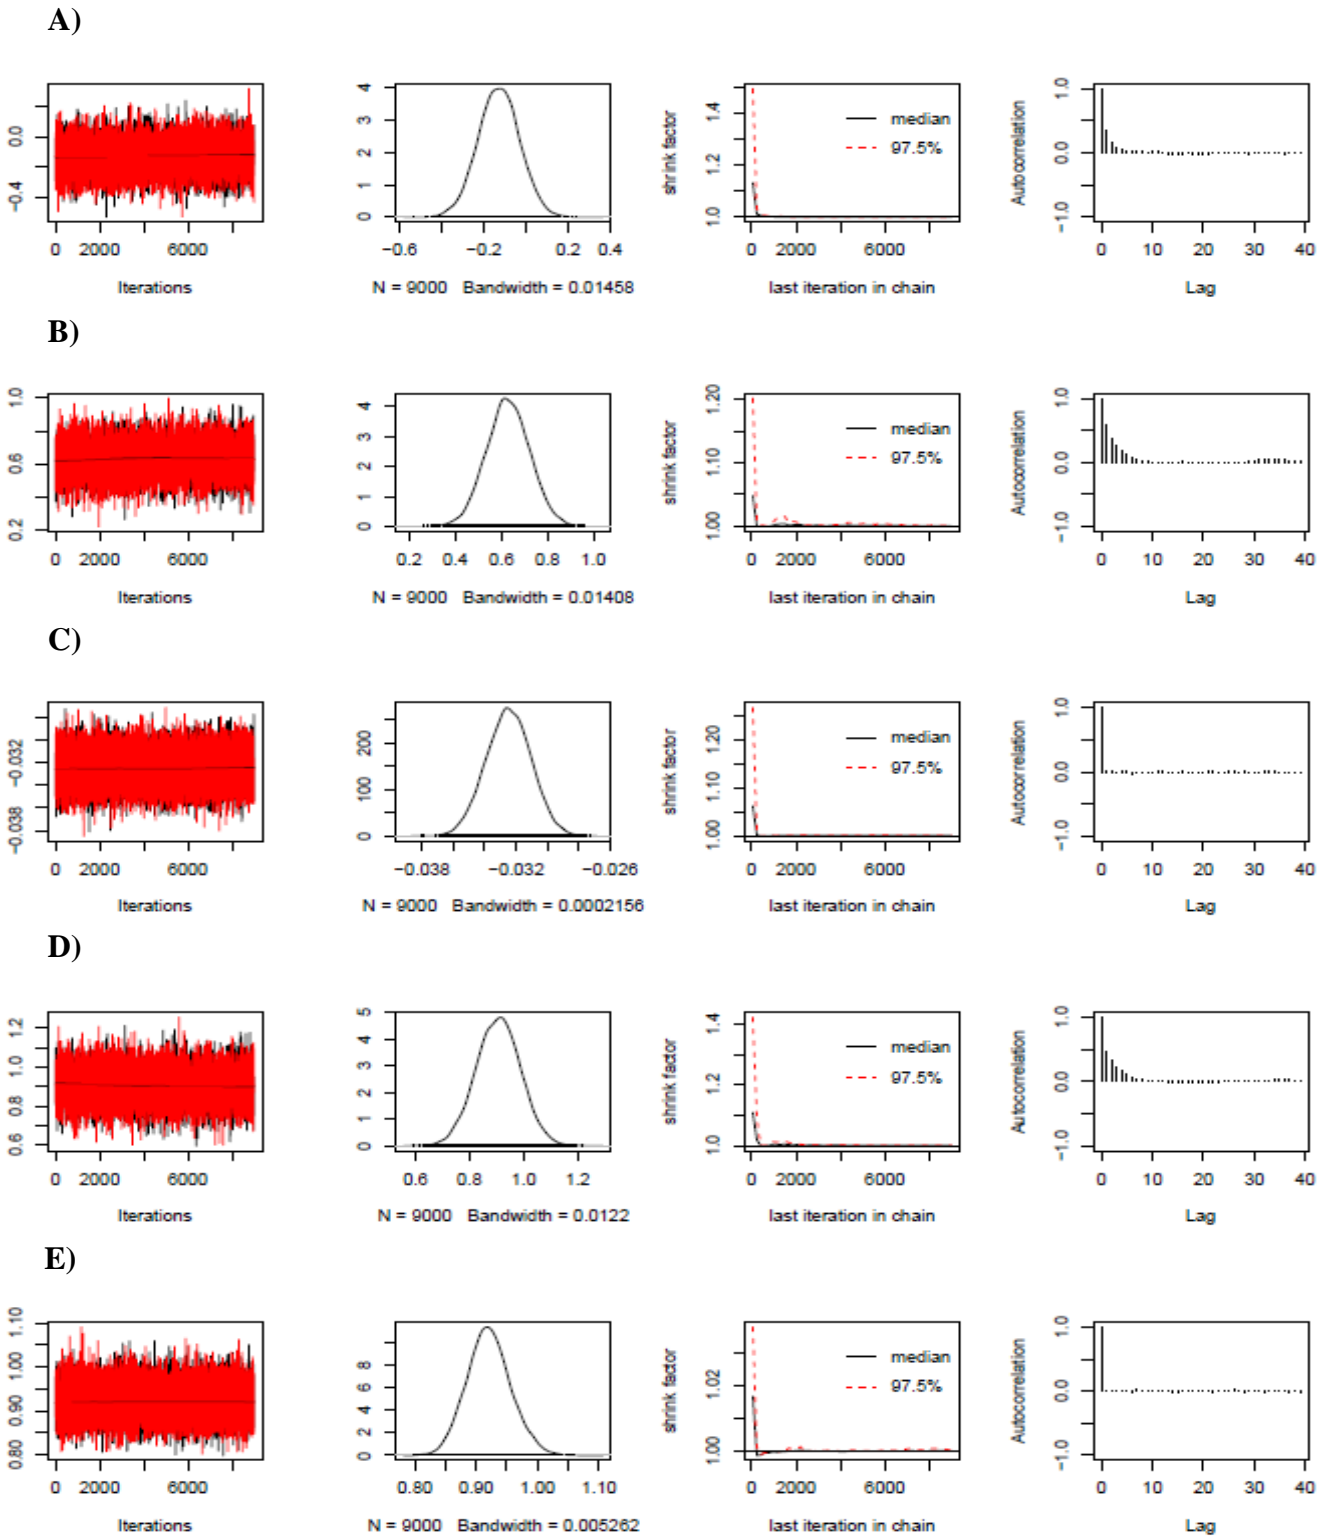 A)
0.0
−0.4
0 2000 6000
Iterations
4
3
2
1
0
−0.6 −0.2 0.2 0.4
N = 9000 Bandwidth = 0.01458
shrink factor
1.4
1.2
1.0
median
97.5%
0 2000 6000
last iteration in chain
Autocorrelation
1.0
0.0
−1.0
0 10 20 30 40
Lag
B)
1.0
0.6
0.2
0 2000 6000
Iterations
4
3
2
1
0
0.2 0.4 0.6 0.8 1.0
N = 9000 Bandwidth = 0.01408
shrink factor
1.20
1.10
1.00
median
97.5%
0 2000 6000
last iteration in chain
Autocorrelation
1.0
0.0
−1.0
0 10 20 30 40
Lag
C)
−0.032
−0.038
0 2000 6000
Iterations
200
100
0
−0.038 −0.032 −0.026
N = 9000 Bandwidth = 0.0002156
shrink factor
1.20
1.10
1.00
median
97.5%
0 2000 6000
last iteration in chain
Autocorrelation
1.0
0.0
−1.0
0 10 20 30 40
Lag
D)
1.2
1.0
0.8
0.6
0 2000 6000
Iterations
5
4
3
2
1
0
0.6 0.8 1.0 1.2
N = 9000 Bandwidth = 0.0122
shrink factor
1.4
1.2
1.0
median
97.5%
0 2000 6000
last iteration in chain
Autocorrelation
1.0
0.0
−1.0
0 10 20 30 40
Lag
E)
1.10
1.00
0.90
0.80
0 2000 6000
Iterations
8
6
4
2
0
0.80 0.90 1.00 1.10
N = 9000 Bandwidth = 0.005262
shrink factor
1.02
1.00
median
97.5%
0 2000 6000
last iteration in chain
Autocorrelation
1.0
0.0
−1.0
0 10 20 30 40
Lag